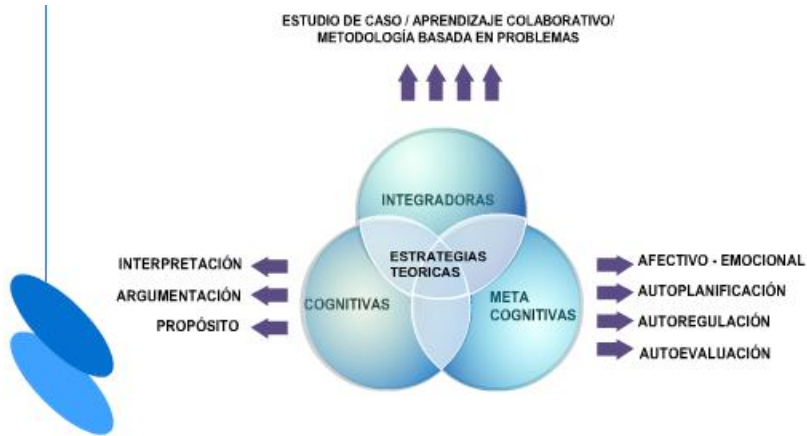 ESTUDIO DE CASO / APRENDIZAJE COLABORATIVO/
METODOLOGÍA BASADA EN PROBLEMAS
INTEGRADORAS
ESTRATEGIAS
TEORICAS
COGNITIVAS
META
COGNITIVAS
INTERPRETACIÓN
ARGUMENTACIÓN
PROPÓSITO
AFECTIVO - EMOCIONAL
AUTOPLANIFICACIÓN
AUTOREGULACIÓN
AUTOEVALUACIÓN